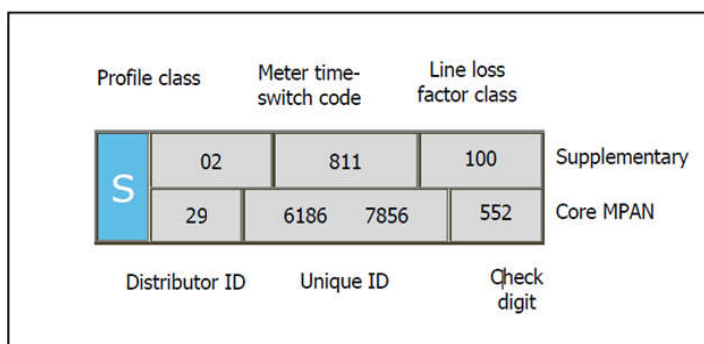 Profile class
Meter time-
switch code
Line loss
factor class
S
02
811
100
Supplementary
29
6186 7856
552
Core MPAN
Distributor ID
Unique ID
Check
digit